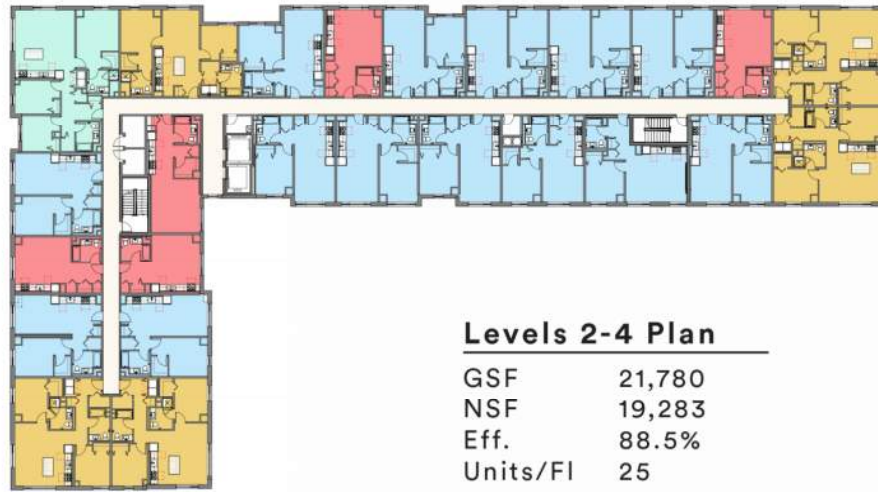 Levels 2-4 Plan
GSF 21,780
NSF 19,283
Eff. 88.5%
Units/Fl 25